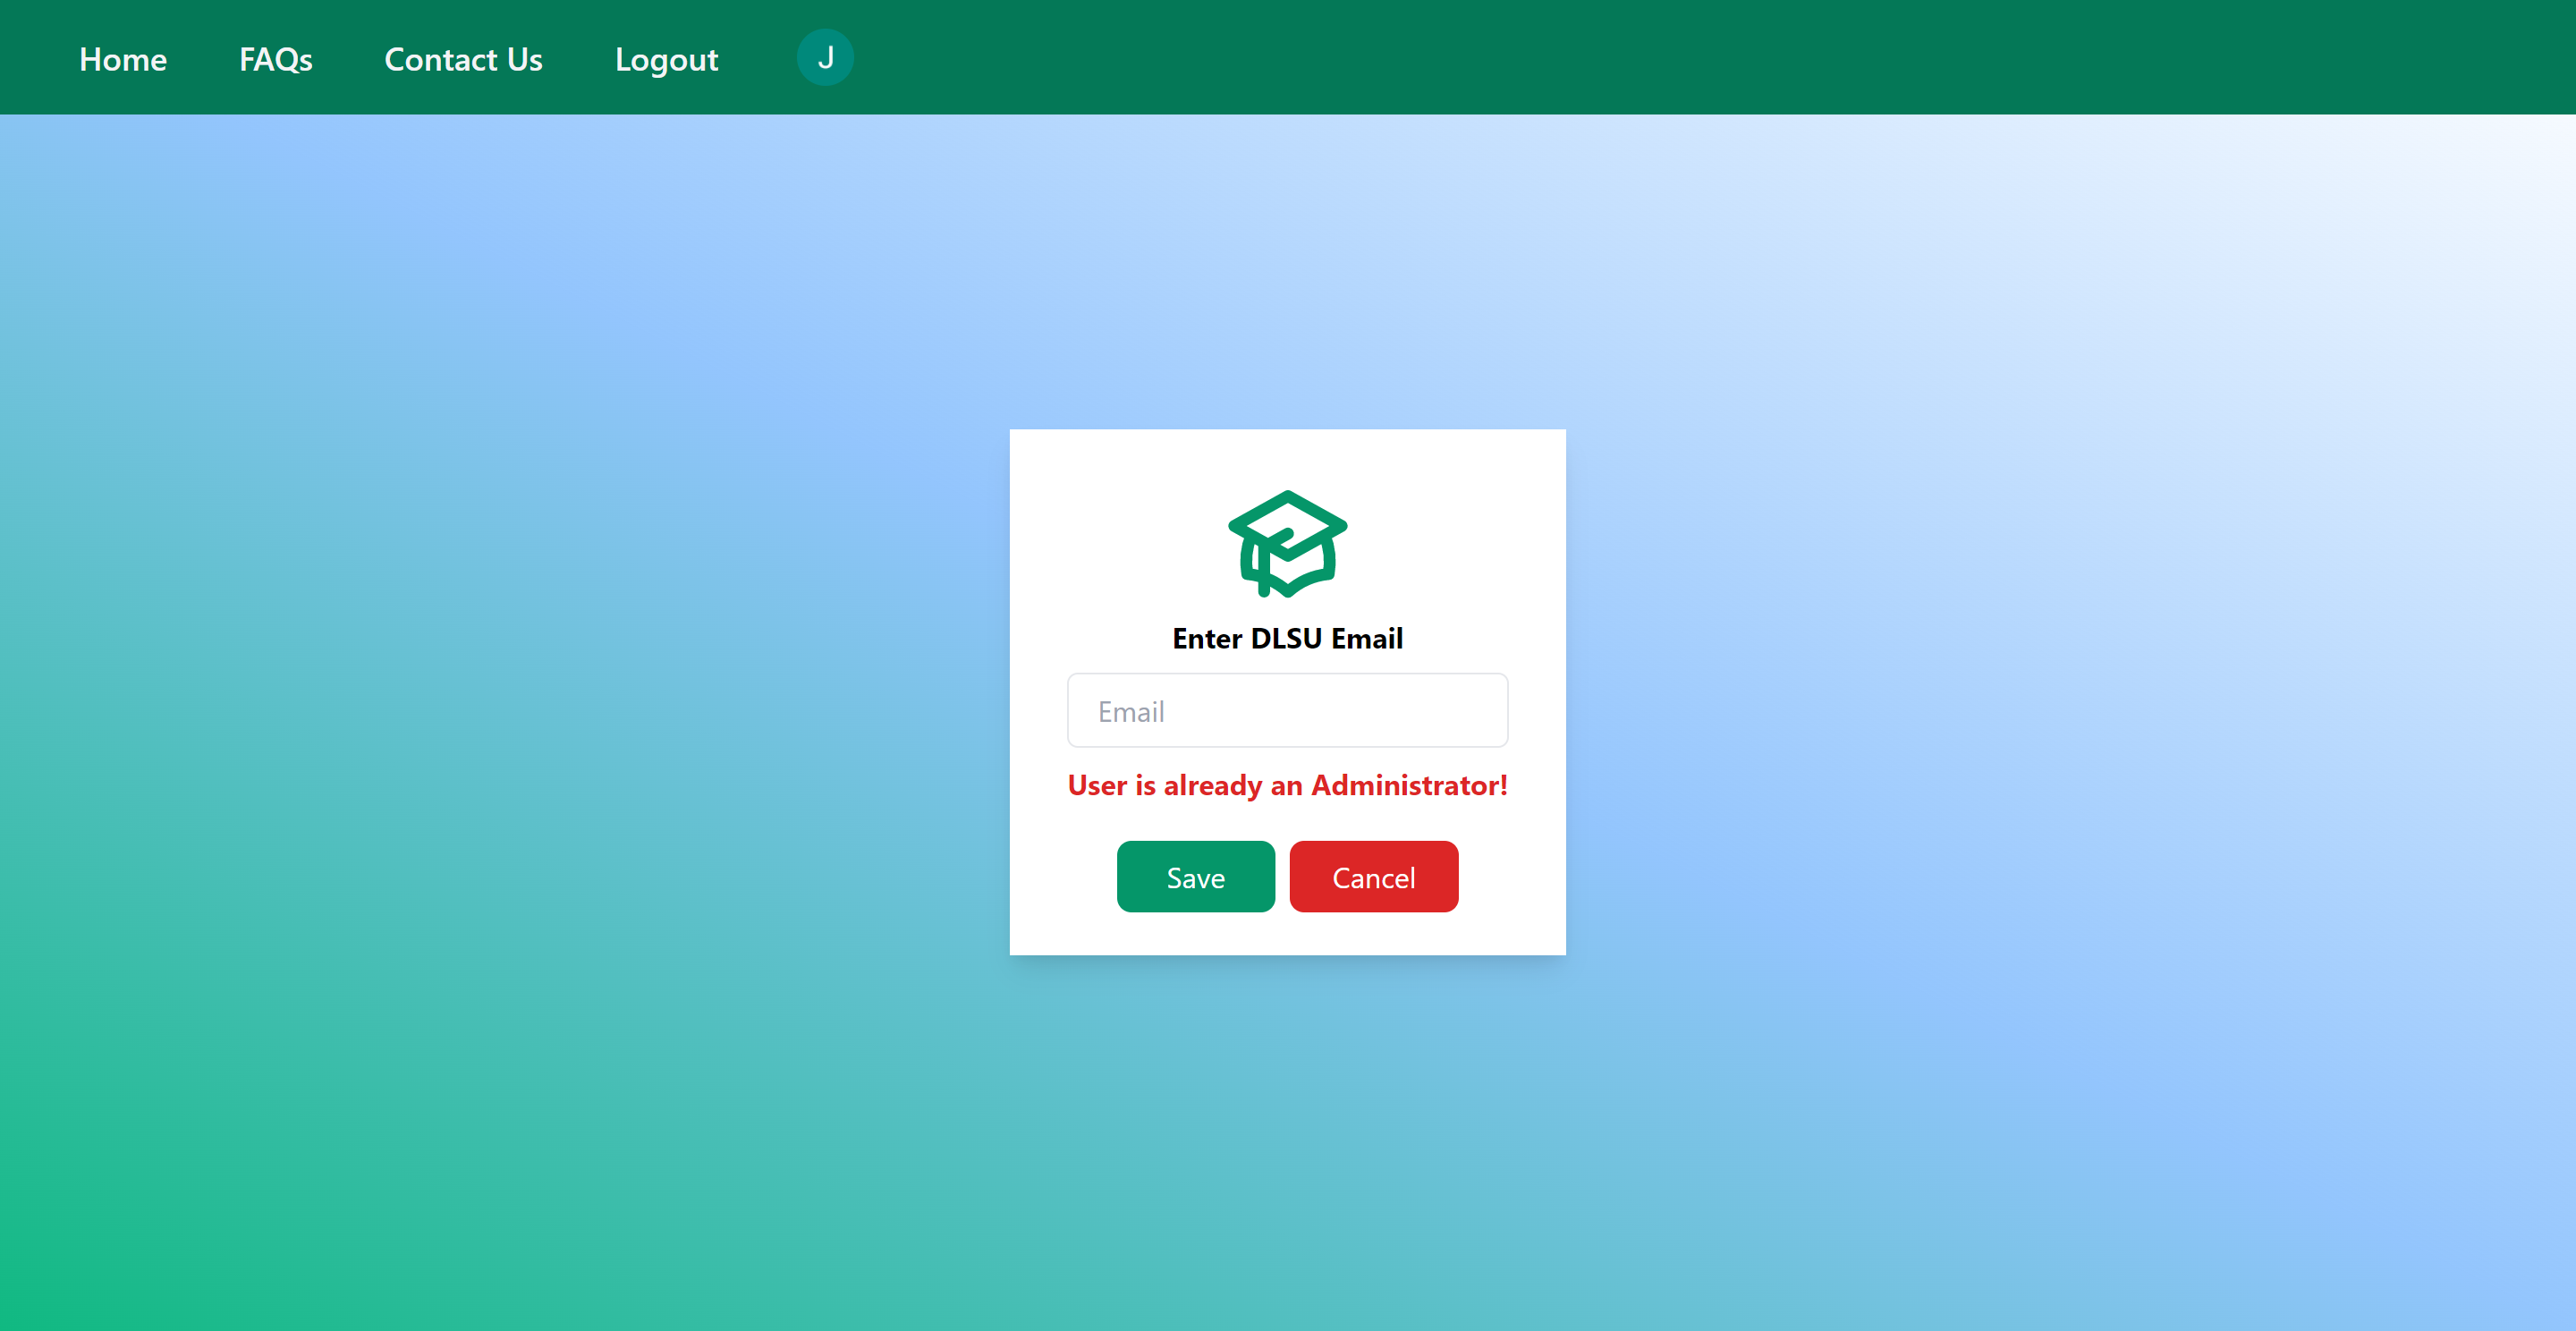 Home FAQs Contact Us Logout J
Enter DLSU Email
Email
User is already an Administrator!
Save Cancel